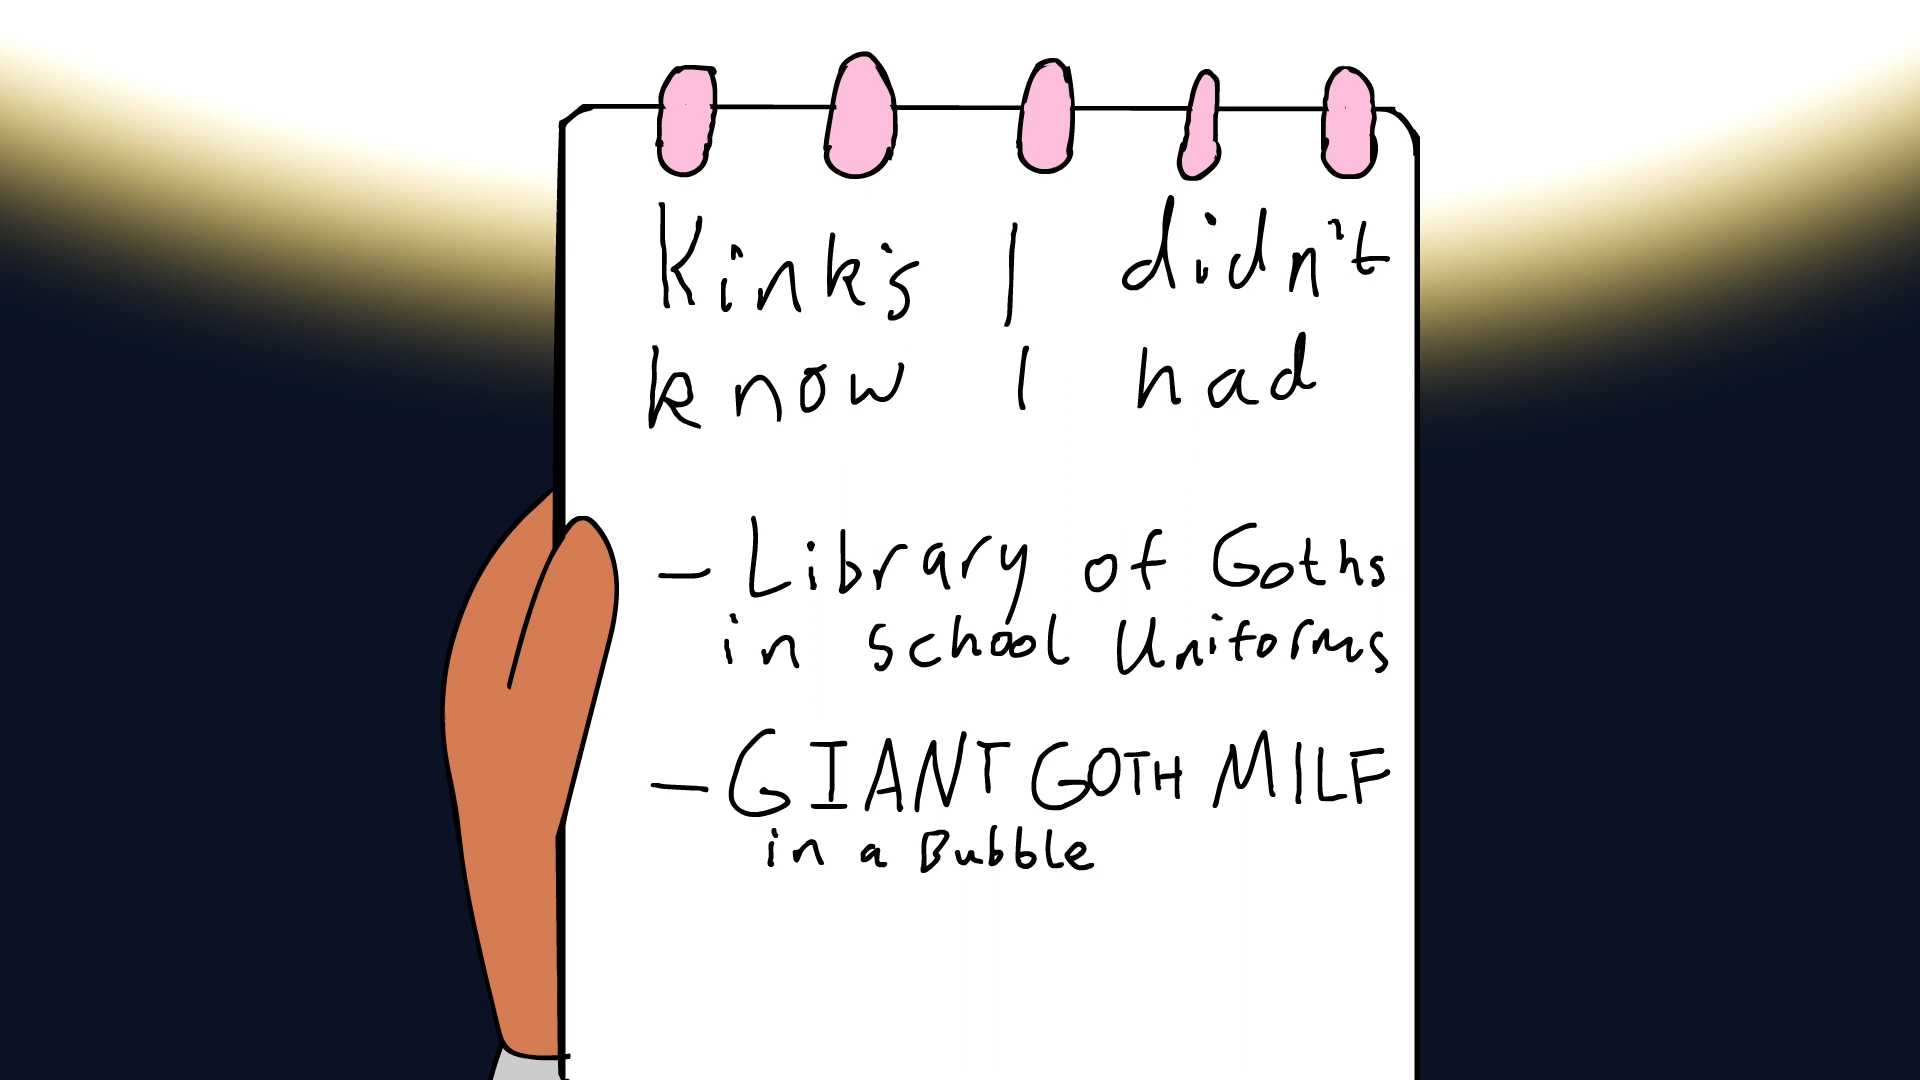 Kink's I didn't
know I had
- Library of Goths
in school Uniforms
- GIANT GOTH MILF
in a Bubble